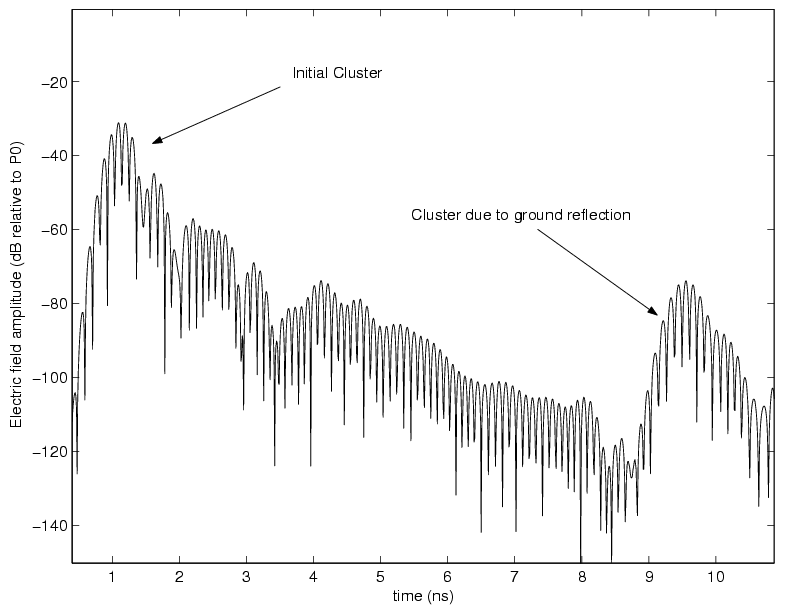 Initial Cluster
Cluster due to ground reflection
Electric field amplitude (dB relative to P0)
−20
−40
−60
−80
−100
−120
−140
1 2 3 4 5 6 7 8 9 10
time (ns)